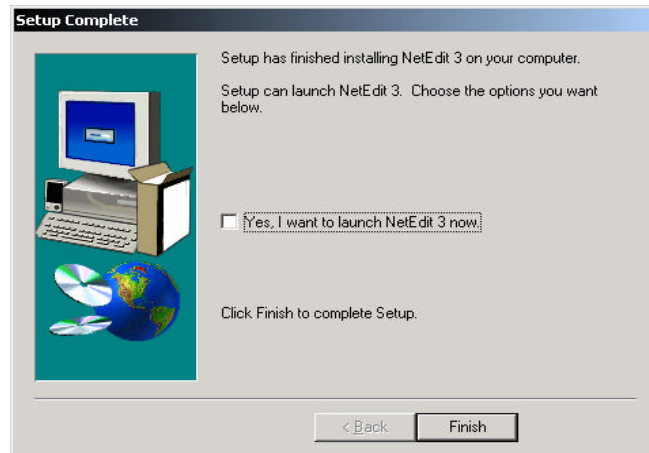 Setup Complete
Setup has finished installing NetEdit 3 on your computer.
Setup can launch NetEdit 3. Choose the options you want
below.
Yes, I want to launch NetEdit 3 now.
Click Finish to complete Setup.
< Back
Finish